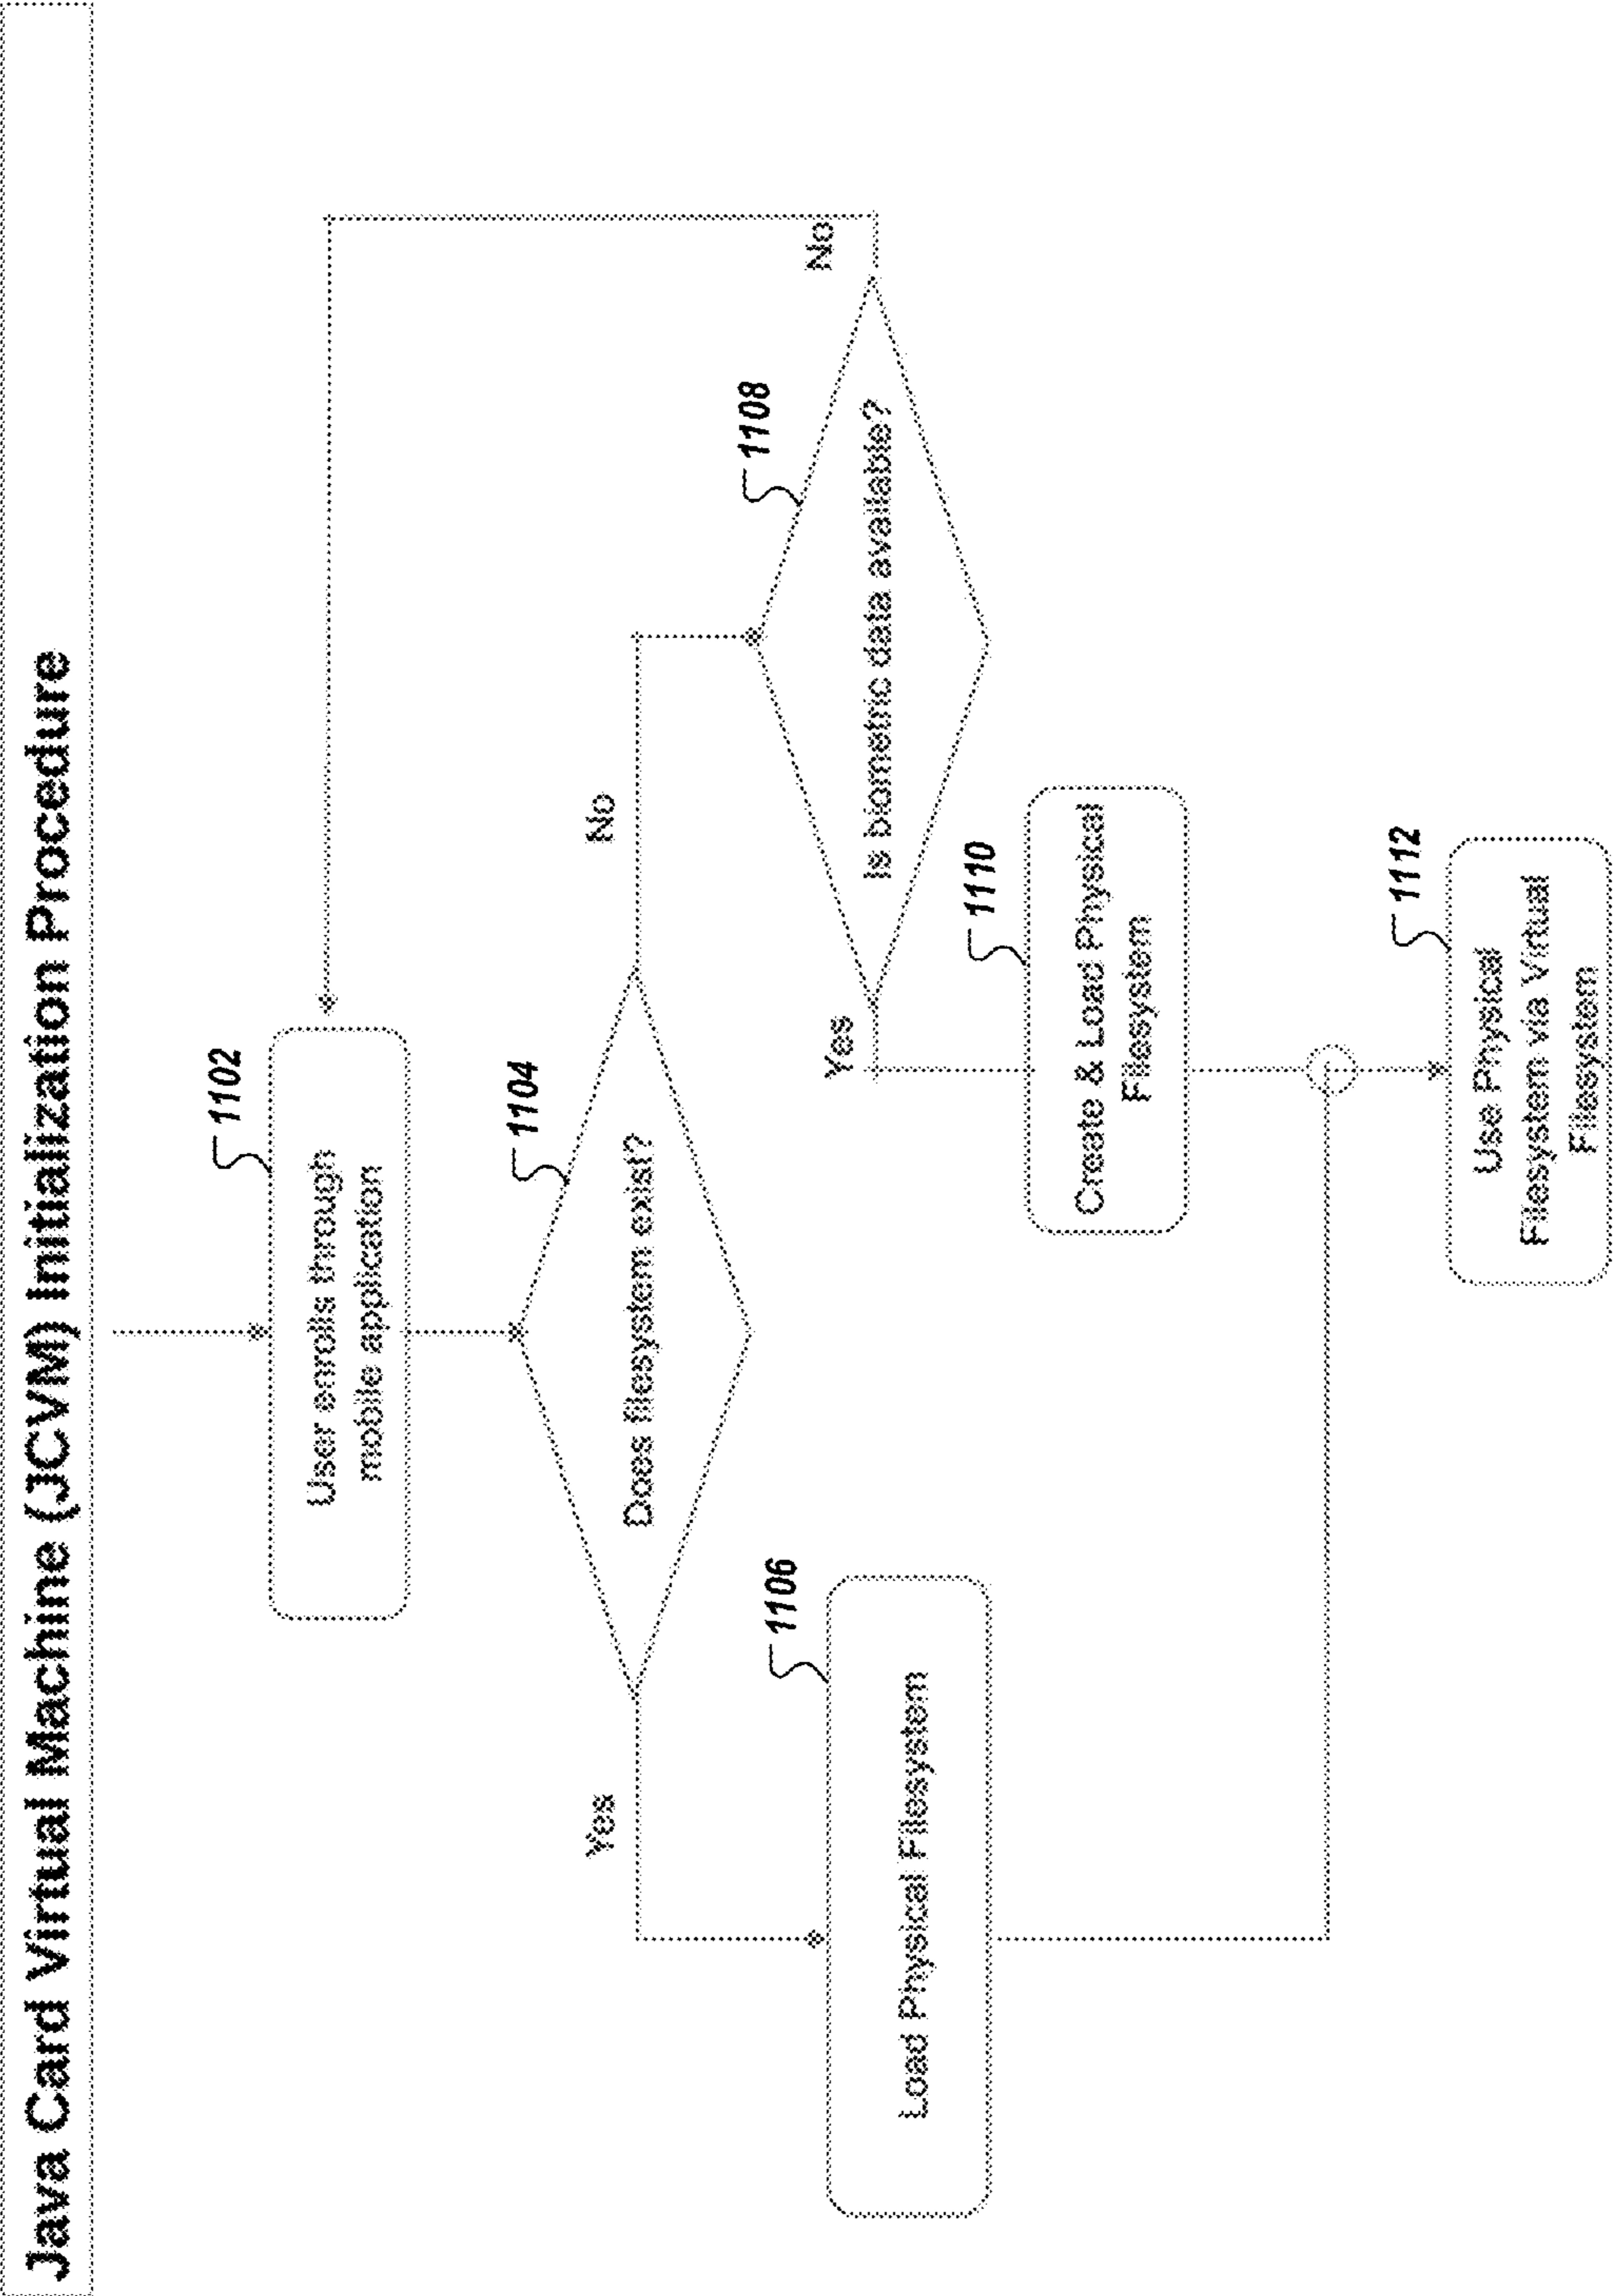 Java Card Virtual Machine (JCVM) Initialization Procedure
1102
User enrolls through
mobile application
1104
Does filesystem exist?
Yes
No
1106
Load Physical Filesystem
1108
Is biometric data available?
No
Yes
1110
Create & Load Physical
Filesystem
1112
Use Physical
Filesystem via Virtual
Filesystem